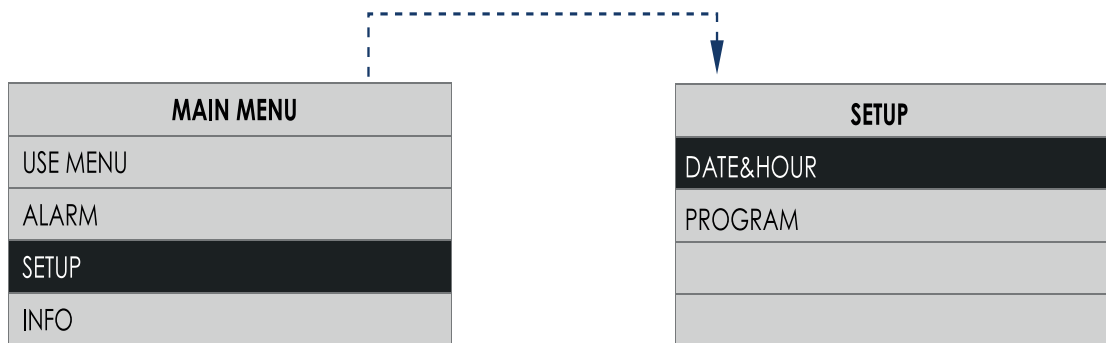 MAIN MENU
USE MENU
ALARM
SETUP
INFO
SETUP
DATE&HOUR
PROGRAM